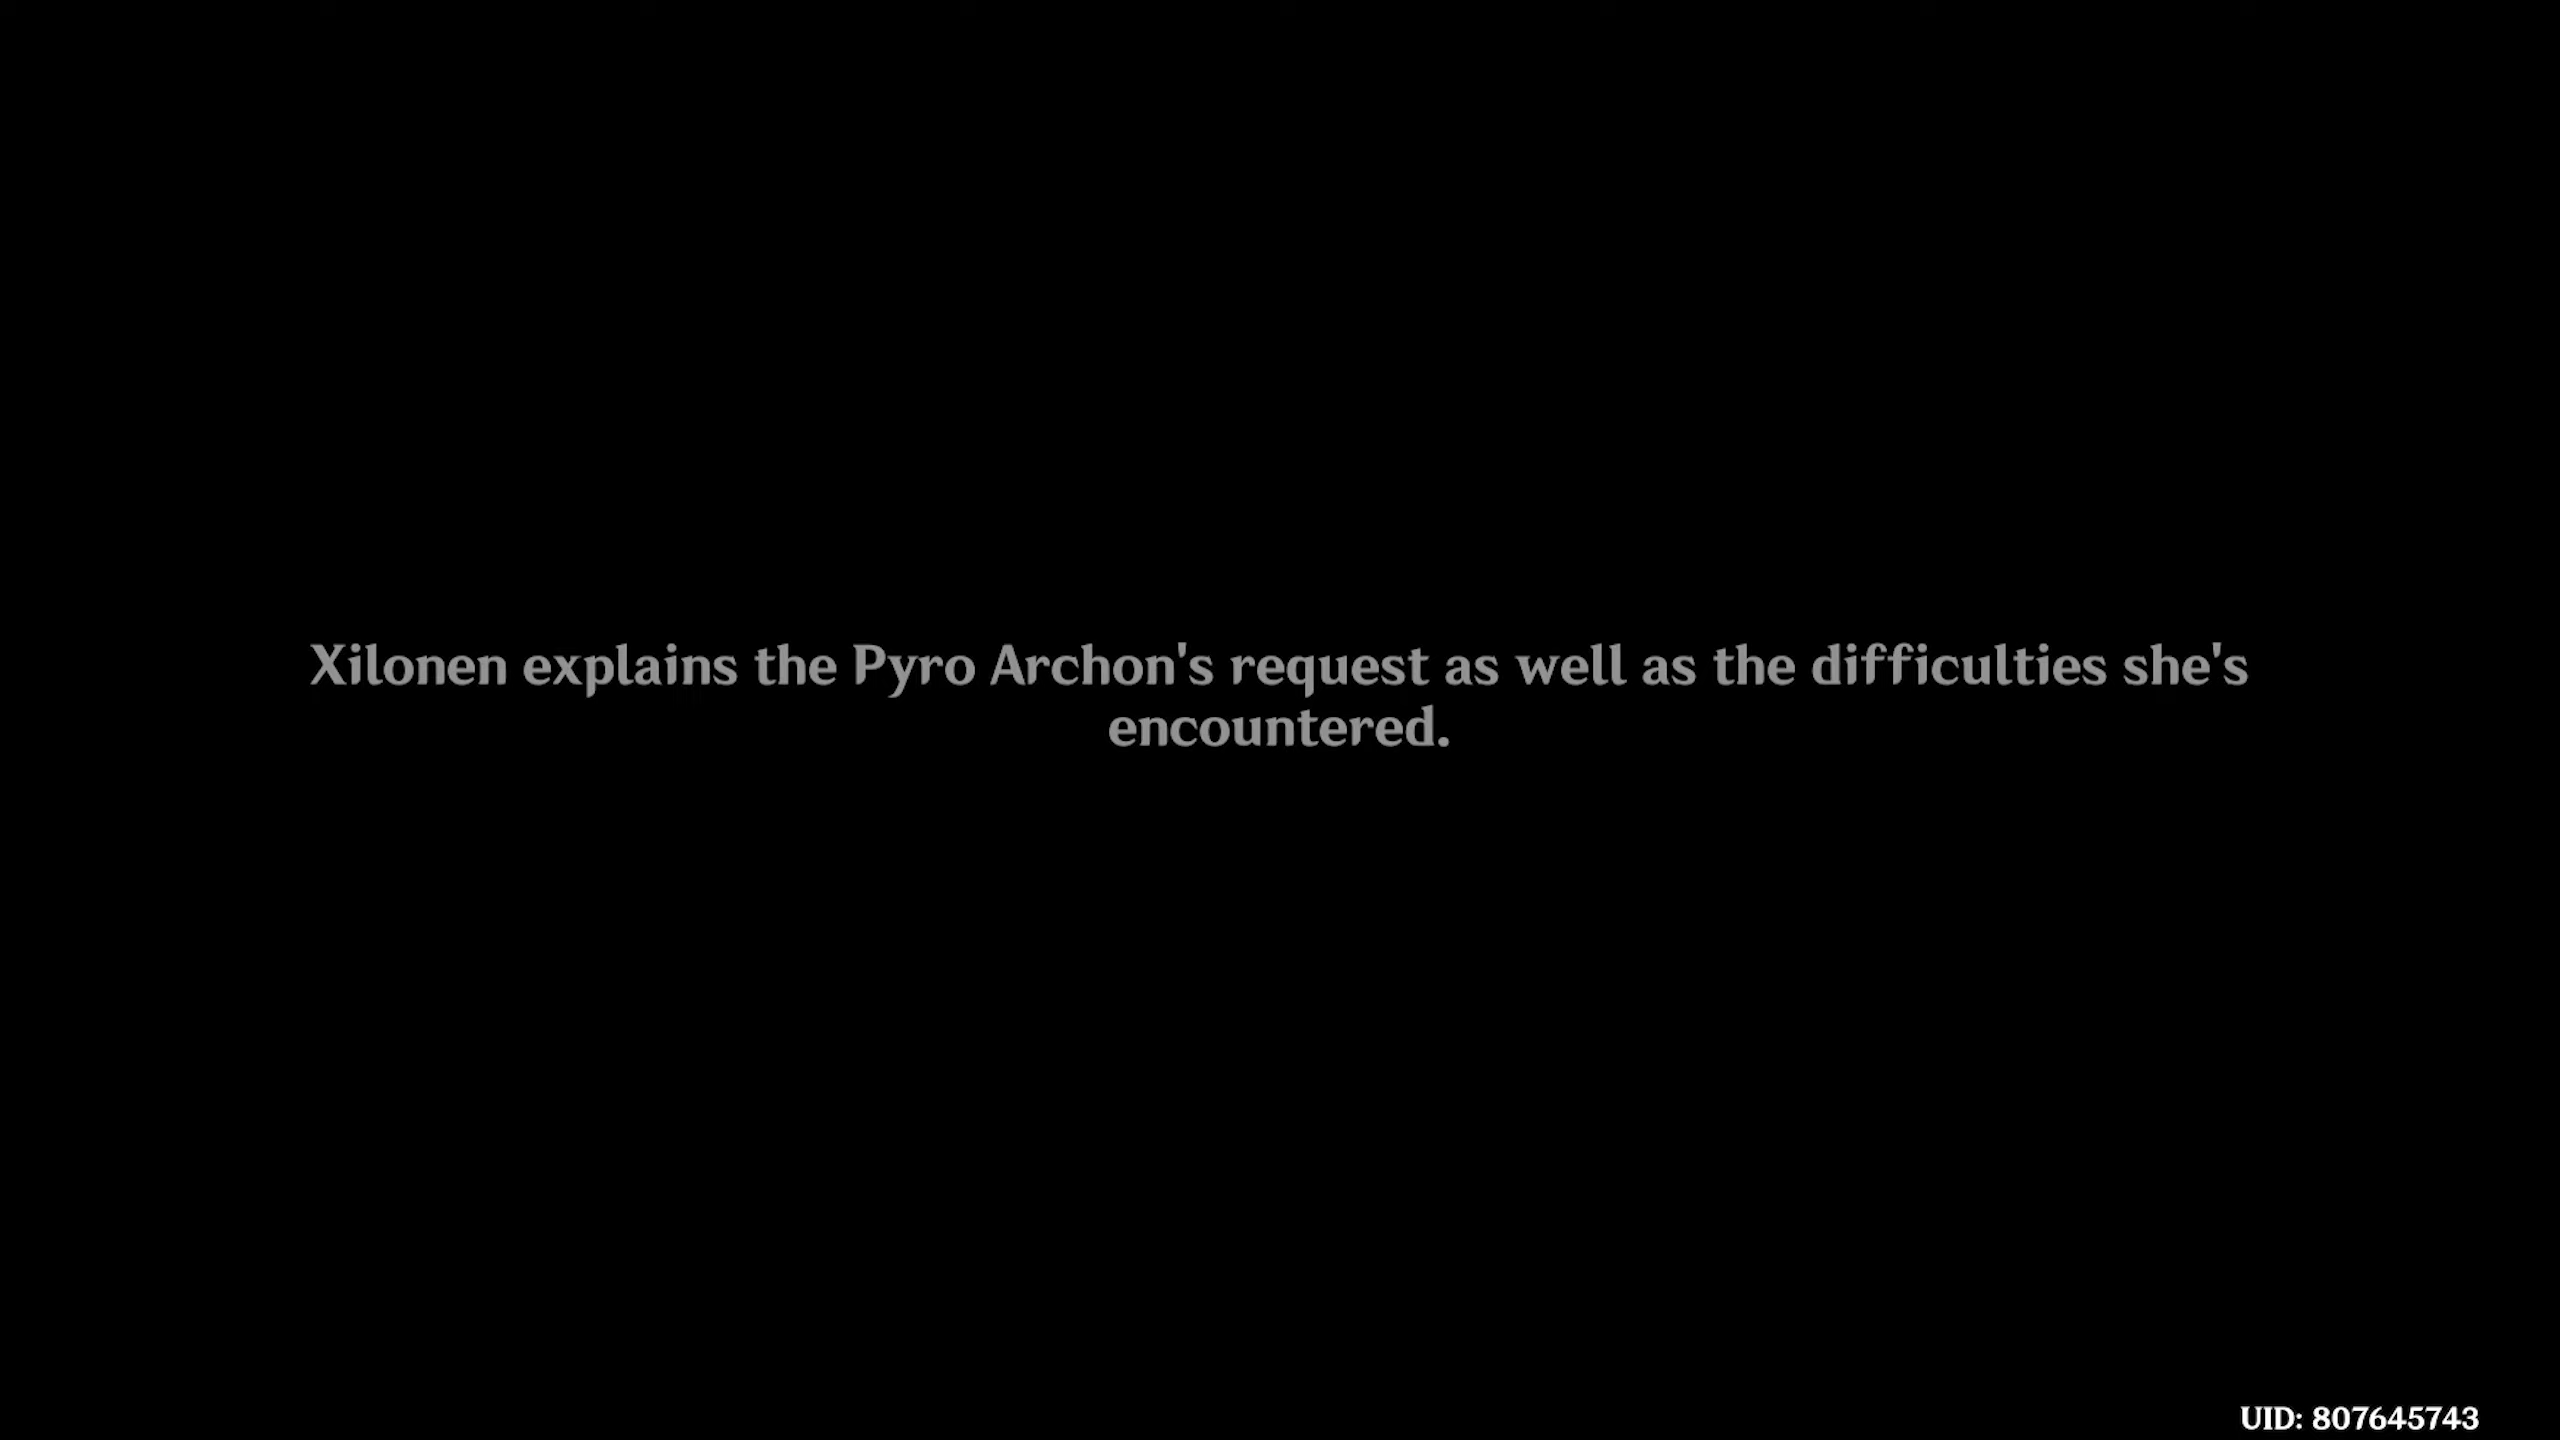 Xilonen explains the Pyro Archon's request as well as the difficulties she's
encountered.
UID: 807645743